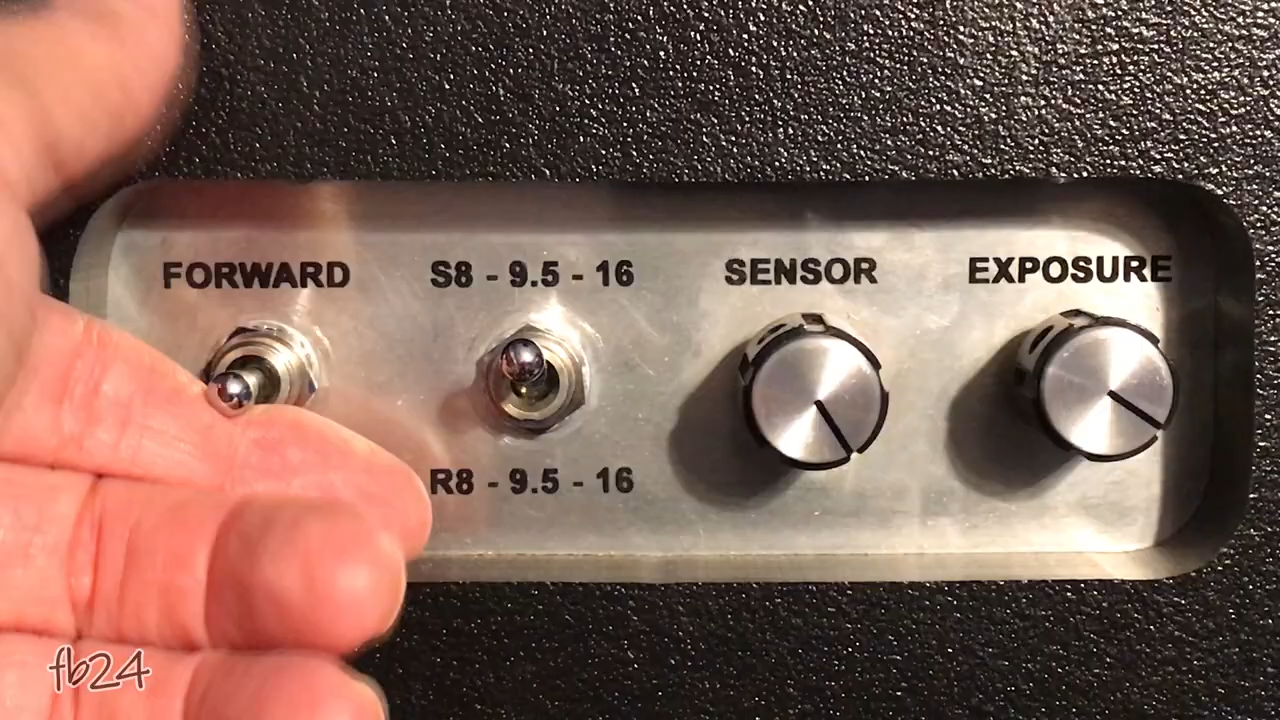 FORWARD
S8 - 9.5 - 16
SENSOR
EXPOSURE
R8 - 9.5 - 16
fb24